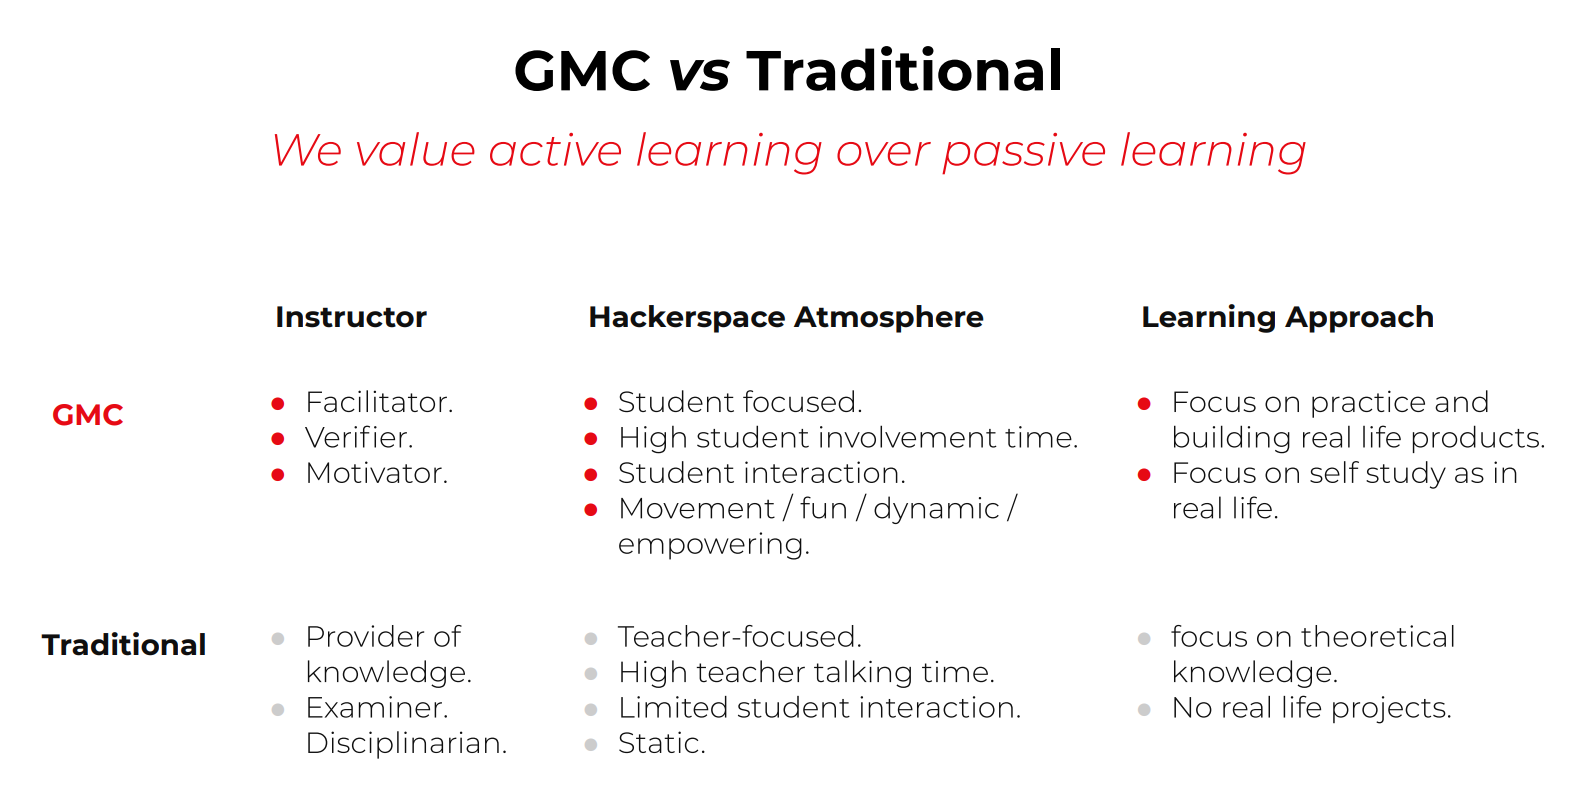 GMC vs Traditional
We value active learning over passive learning
Instructor
Hackerspace Atmosphere
Learning Approach
GMC
Facilitator.
Verifier.
Motivator.
Student focused.
High student involvement time.
Student interaction.
Movement / fun / dynamic /
empowering.
Focus on practice and
building real life products.
Focus on self study as in
real life.
Traditional
Provider of
knowledge.
Examiner.
Disciplinarian.
Teacher-focused.
High teacher talking time.
Limited student interaction.
Static.
focus on theoretical
knowledge.
No real life projects.